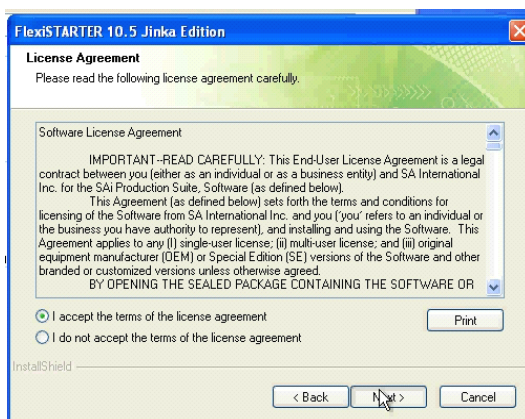 FlexiSTARTER 10.5 Jinka Edition
License Agreement
Please read the following license agreement carefully.
Software License Agreement
IMPORTANT--READ CAREFULLY: This End-User License Agreement is a legal
contract between you (either as an individual or as a business entity) and SA International
Inc. for the SAi Production Suite, Software (as defined below).
This Agreement (as defined below) sets forth the terms and conditions for
licensing of the Software from SA International Inc. and you ('you' refers to an individual or
the business you have authority to represent), and installing and using the Software. This
Agreement applies to any (I) single-user license; (ii) multi-user license; and (iii) original
equipment manufacturer (OEM) or Special Edition (SE) versions of the Software and other
branded or customized versions unless otherwise agreed.
BY OPENING THE SEALED PACKAGE CONTAINING THE SOFTWARE OR
I accept the terms of the license agreement
Print
I do not accept the terms of the license agreement
InstallShield
< Back Next > Cancel